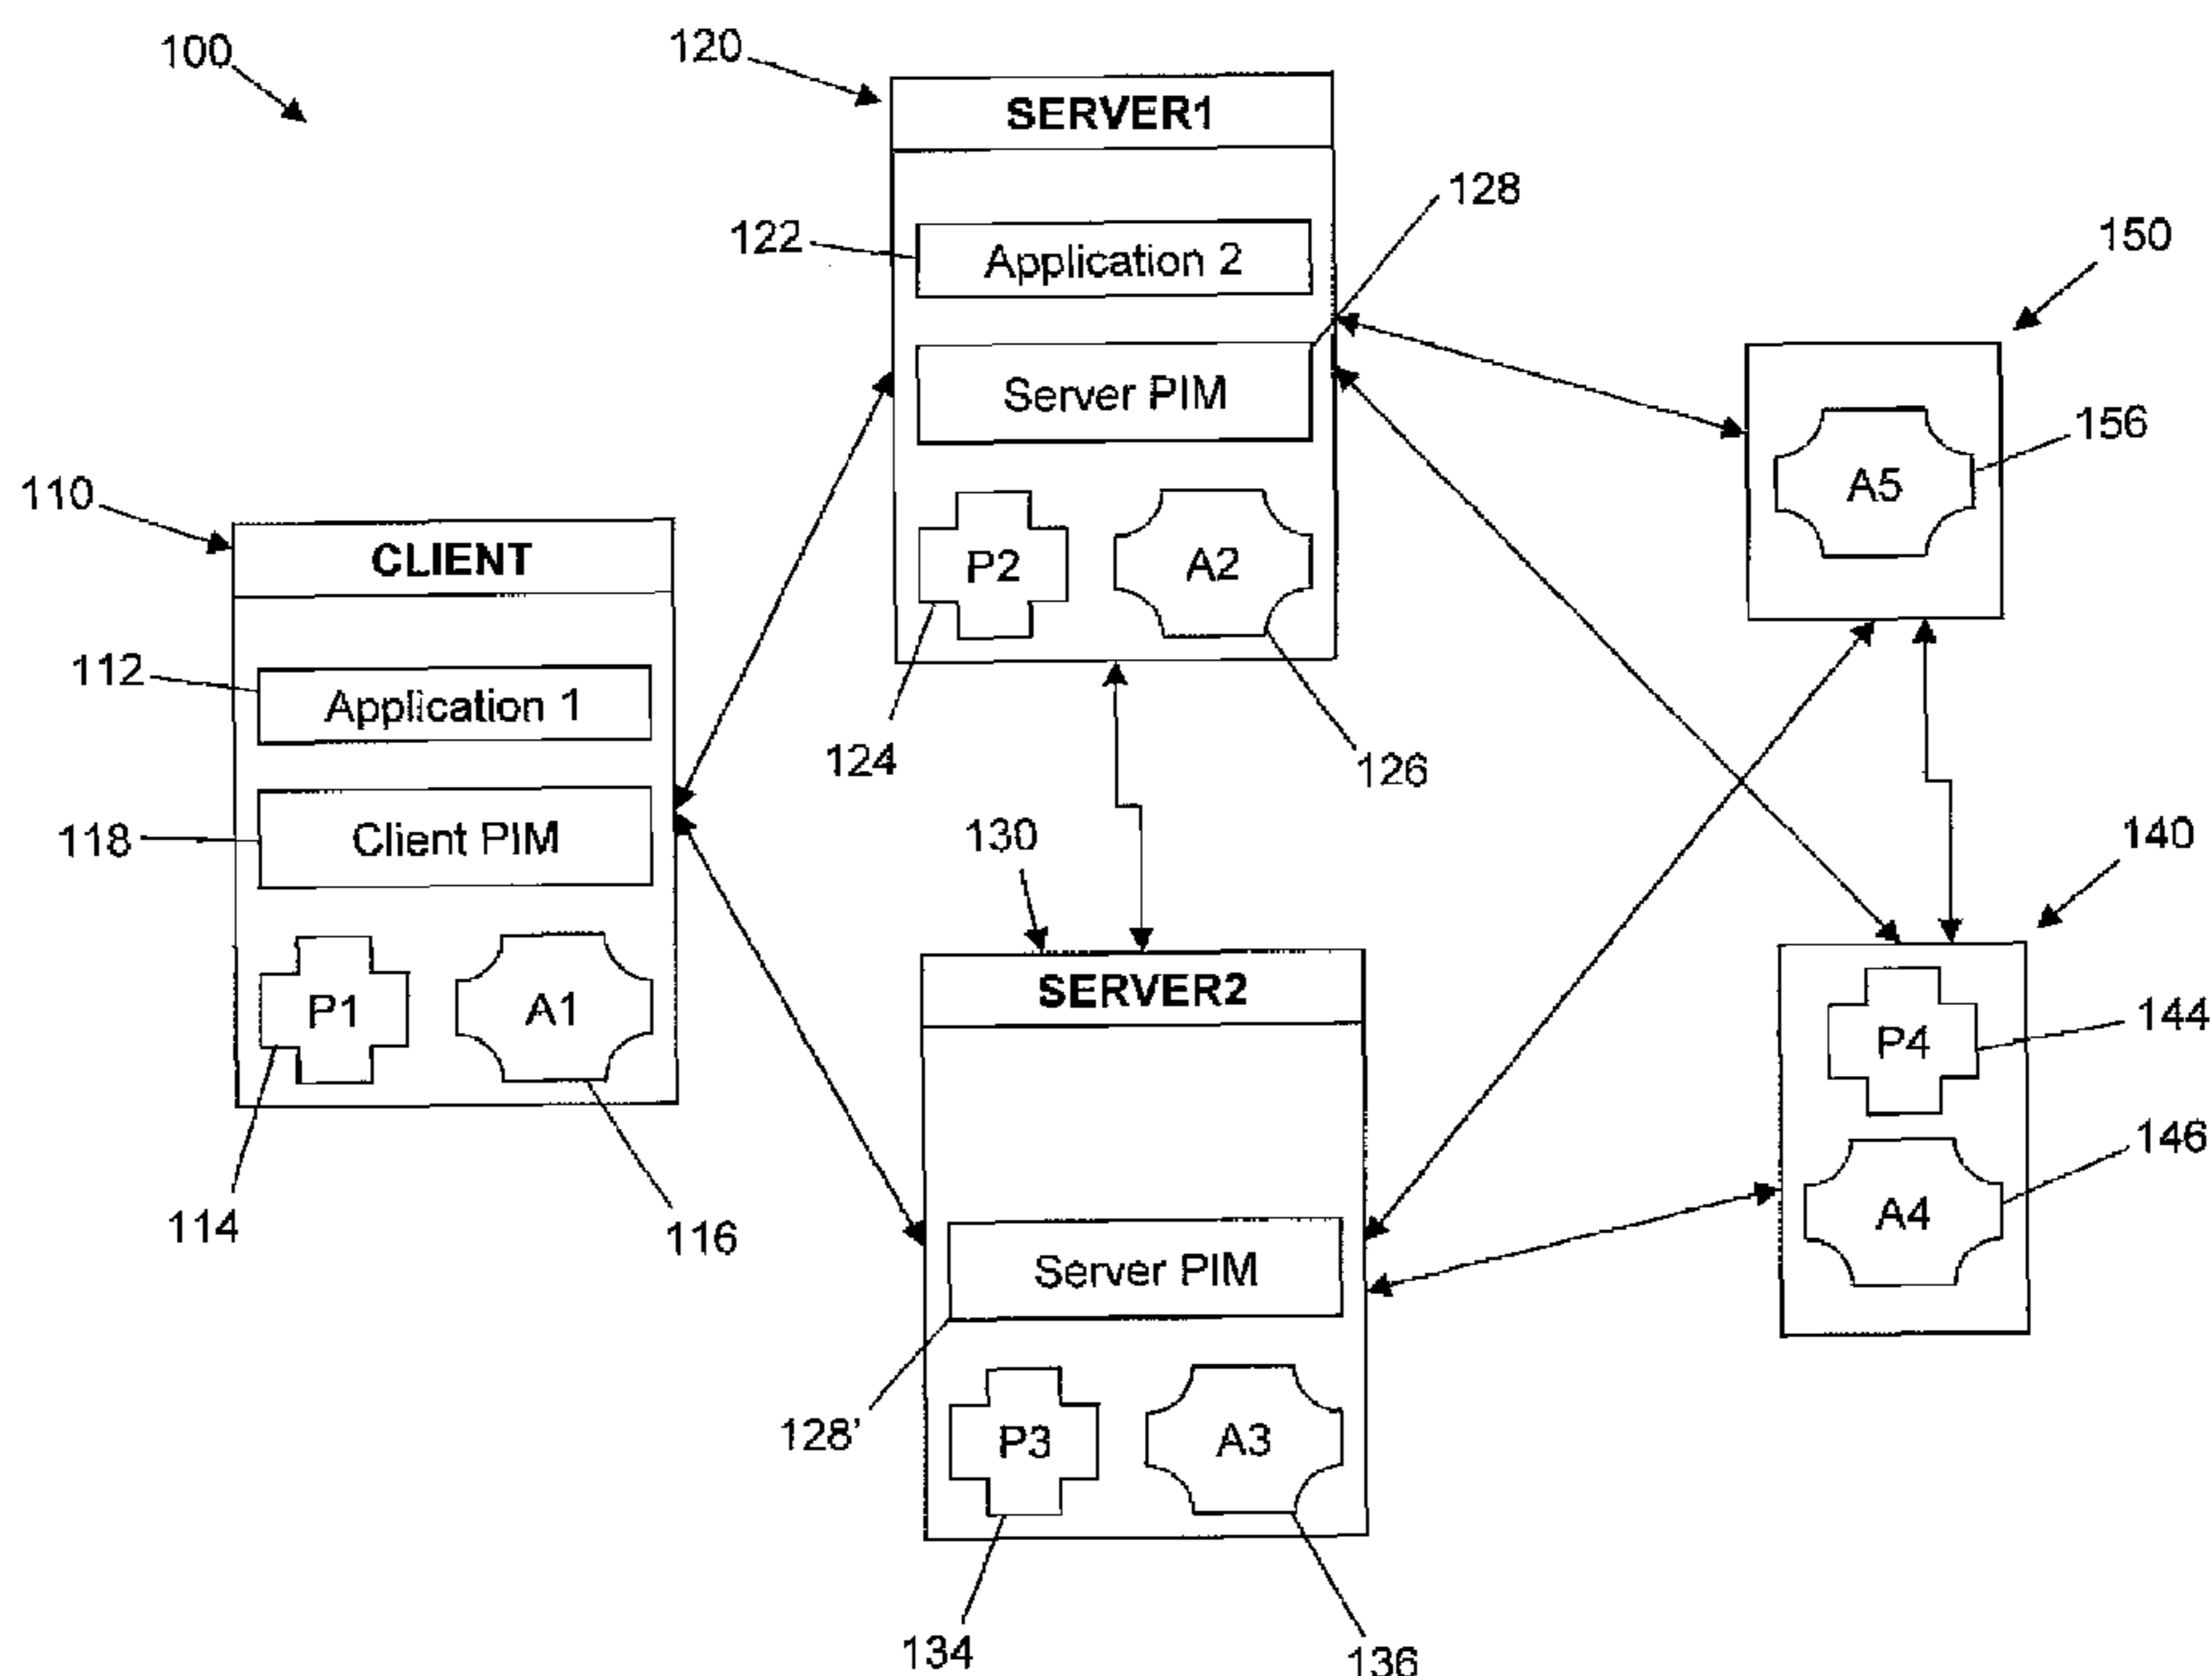 100
120
SERVER1
128
122
Application 2
150
Server PIM
156
A5
110
CLIENT
P2
A2
112
Application 1
124
126
118
Client PIM
130
140
SERVER2
P1
A1
P4
144
146
A4
114
116
Server PIM
128'
P3
A3
134
136